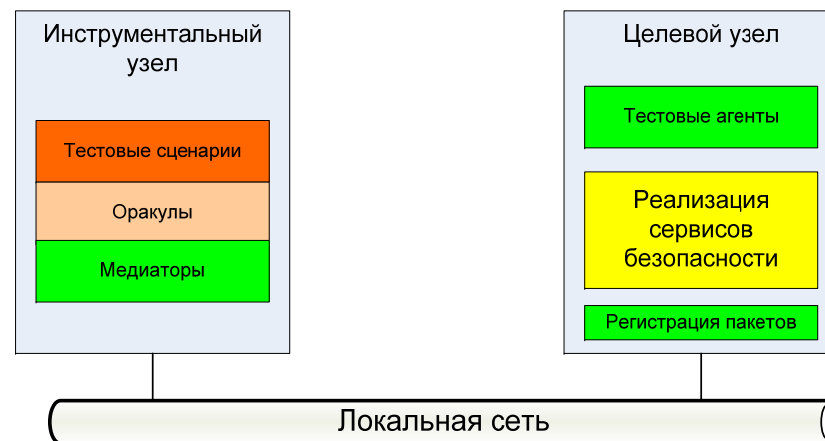 Инструментальный
узел
Тестовые сценарии
Оракулы
Медиаторы
Целевой узел
Тестовые агенты
Реализация
сервисов
безопасности
Регистрация пакетов
Локальная сеть